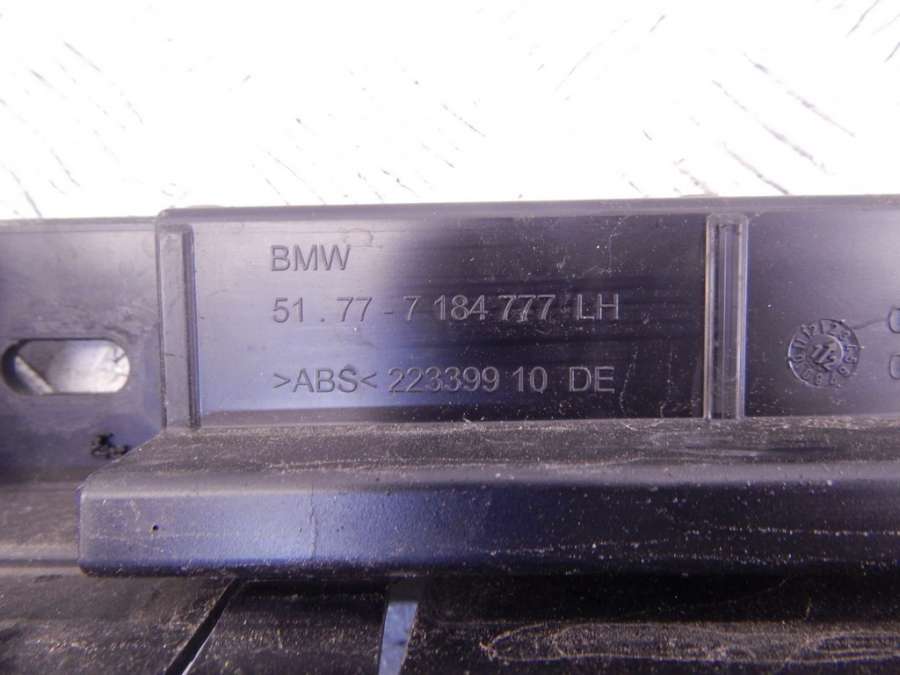 BMW
51.77-7 184 777 LH
>ABS< 223399 10 DE